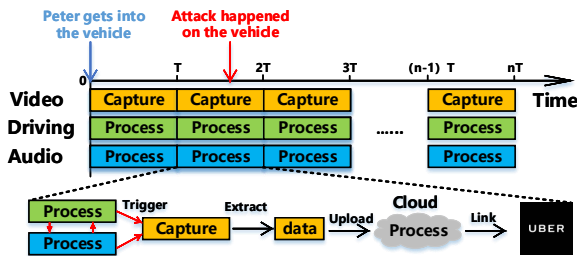 Peter gets into
the vehicle
Attack happened
on the vehicle
0
T
2T
3T
(n-1) T
nT
Time
Video
Capture
Capture
Capture
Capture
Driving
Process
Process
Process
......
Process
Audio
Process
Process
Process
Process
Process
Process
Trigger
Capture
Extract
data
Upload
Cloud
Process
Link
UBER